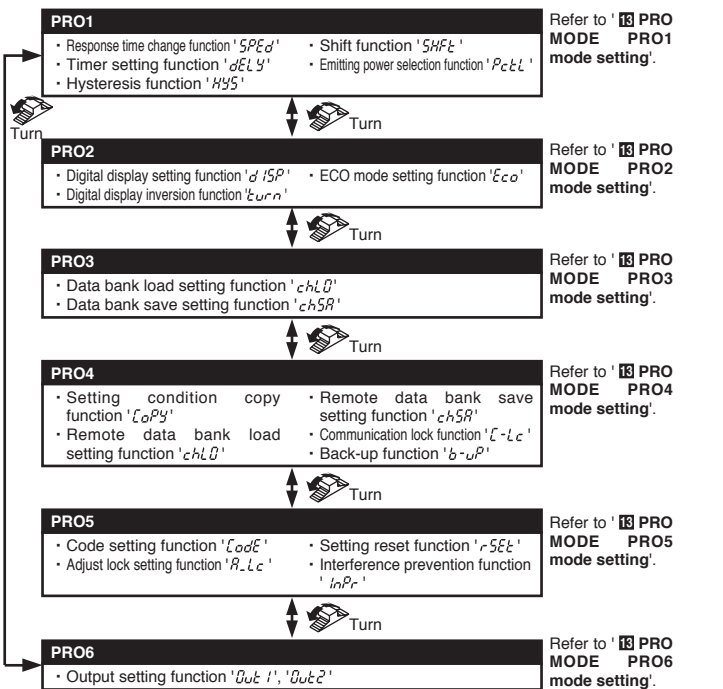 PRO1
・Response time change function 'SPEd'
・Timer setting function 'dELY'
・Hysteresis function 'HYS'
・Shift function 'SHFt'
・Emitting power selection function 'PctL'
Refer to ' 13 PRO
MODE PRO1
mode setting'.
Turn
Turn
PRO2
・Digital display setting function 'dISP'
・Digital display inversion function 'turn'
・ECO mode setting function 'Eco'
Refer to ' 13 PRO
MODE PRO2
mode setting'.
Turn
PRO3
・Data bank load setting function 'chLO'
・Data bank save setting function 'chSA'
Refer to ' 13 PRO
MODE PRO3
mode setting'.
Turn
PRO4
・Setting condition copy
function 'CoPY'
・Remote data bank load
setting function 'chLO'
・Remote data bank save
setting function 'chSA'
・Communication lock function 'C-Lc'
・Back-up function 'b-uP'
Refer to ' 13 PRO
MODE PRO4
mode setting'.
Turn
PRO5
・Code setting function 'CodE'
・Adjust lock setting function 'A_Lc'
・Setting reset function 'rSEt'
・Interference prevention function
' InPr '
Refer to ' 13 PRO
MODE PRO5
mode setting'.
Turn
PRO6
・Output setting function 'Out1', 'Out2'
Refer to ' 13 PRO
MODE PRO6
mode setting'.